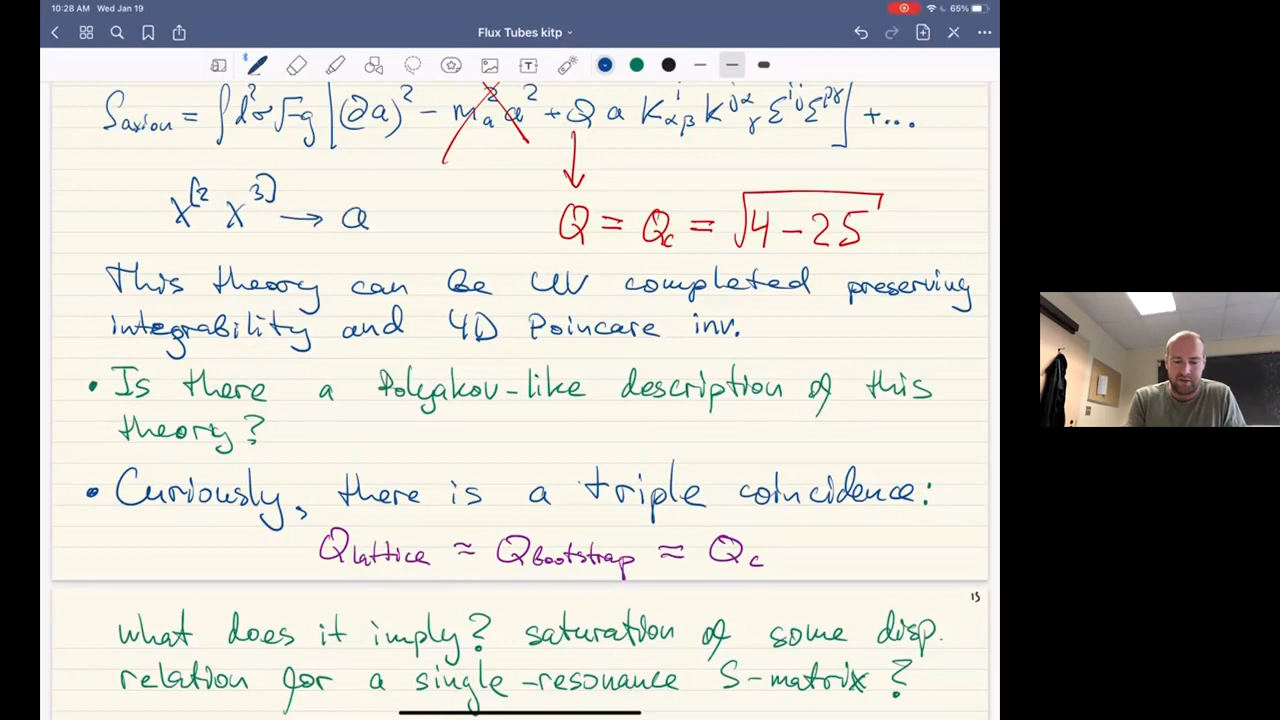 10:28 AM Wed Jan 19
65%
Flux Tubes kitp
S_axion = ∫d²σ√-g [(∂a)² - m_a² a² + Q a K^i_αβ K^jα_γ ε^ij ε^βγ] + ...
X^[2 X^3] → a
Q = Q_c = √4-25
This theory can be UV completed preserving
integrability and 4D Poincare inv.
• Is there a Polyakov-like description of this
theory?
• Curiously, there is a triple coincidence:
Q_lattice ≈ Q_Bootstrap ≈ Q_c
15
what does it imply? saturation of some disp.
relation for a single-resonance S-matrix?